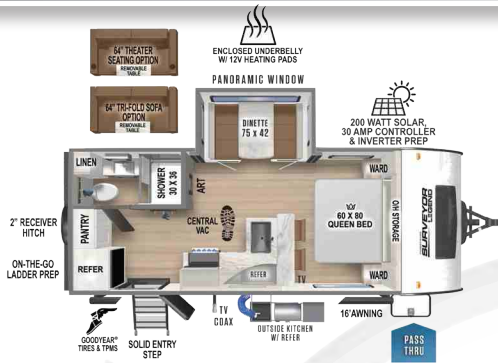 64" THEATER
SEATING OPTION
REMOVABLE
TABLE
64" TRI-FOLD SOFA
OPTION
REMOVABLE
TABLE
ENCLOSED UNDERBELLY
W/ 12V HEATING PADS
PANORAMIC WINDOW
DINETTE
75 x 42
200 WATT SOLAR,
30 AMP CONTROLLER
& INVERTER PREP
LINEN
SHOWER
30 X 36
ART
WARD
OH STORAGE
SURVEYOR
LEGEND
2" RECEIVER
HITCH
PANTRY
CENTRAL
VAC
60 X 80
QUEEN BED
ON-THE-GO
LADDER PREP
REFER
REFER
TV
WARD
GOODYEAR®
TIRES & TPMS
SOLID ENTRY
STEP
TV
COAX
OUTSIDE KITCHEN
W/ REFER
16'AWNING
PASS
THRU